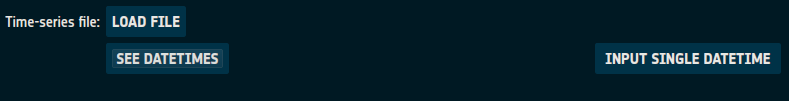 Time-series file: LOAD FILE
SEE DATETIMES INPUT SINGLE DATETIME